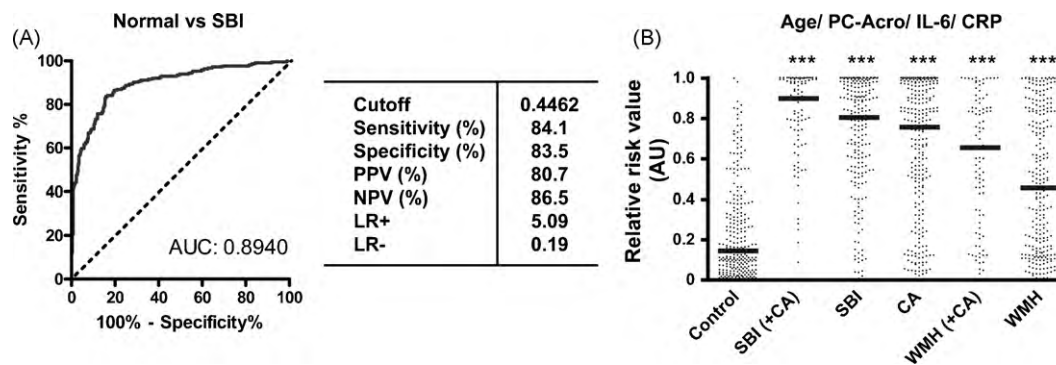 Normal vs SBI
(A)
100
80
60
40
20
0
Sensitivity %
AUC: 0.8940
0 20 40 60 80 100
100% - Specificity%
Cutoff 0.4462
Sensitivity (%) 84.1
Specificity (%) 83.5
PPV (%) 80.7
NPV (%) 86.5
LR+ 5.09
LR- 0.19
Age/ PC-Acro/ IL-6/ CRP
(B)
*** *** *** *** ***
1.0
0.8
0.6
0.4
0.2
0
Relative risk value
(AU)
Control
SBI (+CA)
SBI
CA
WMH (+CA)
WMH